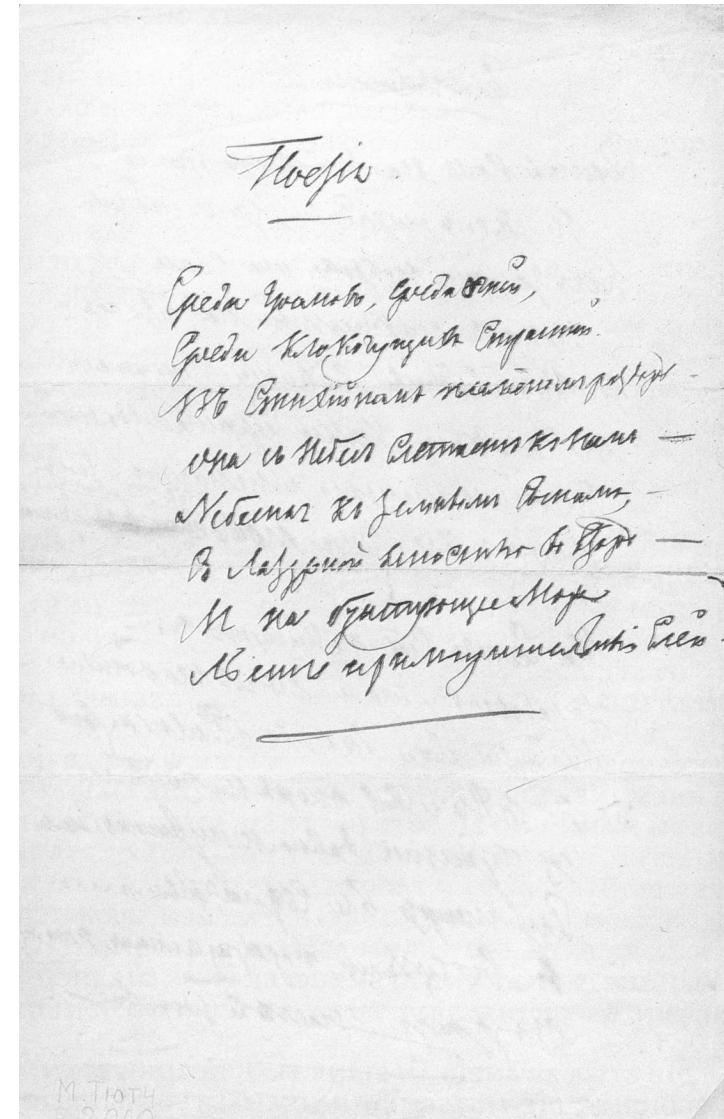 Поезія
Среди громовъ, среди огней,
Среди клокочущихъ страстей
Въ стихійномъ пламенномъ раздорѣ
Она съ небесъ слетаетъ къ намъ —
Небесная къ земнымъ сынамъ, —
Съ лазурной ясностью во взорѣ —
И на бунтующее море
Льетъ примирительный елей.
М. Тютч